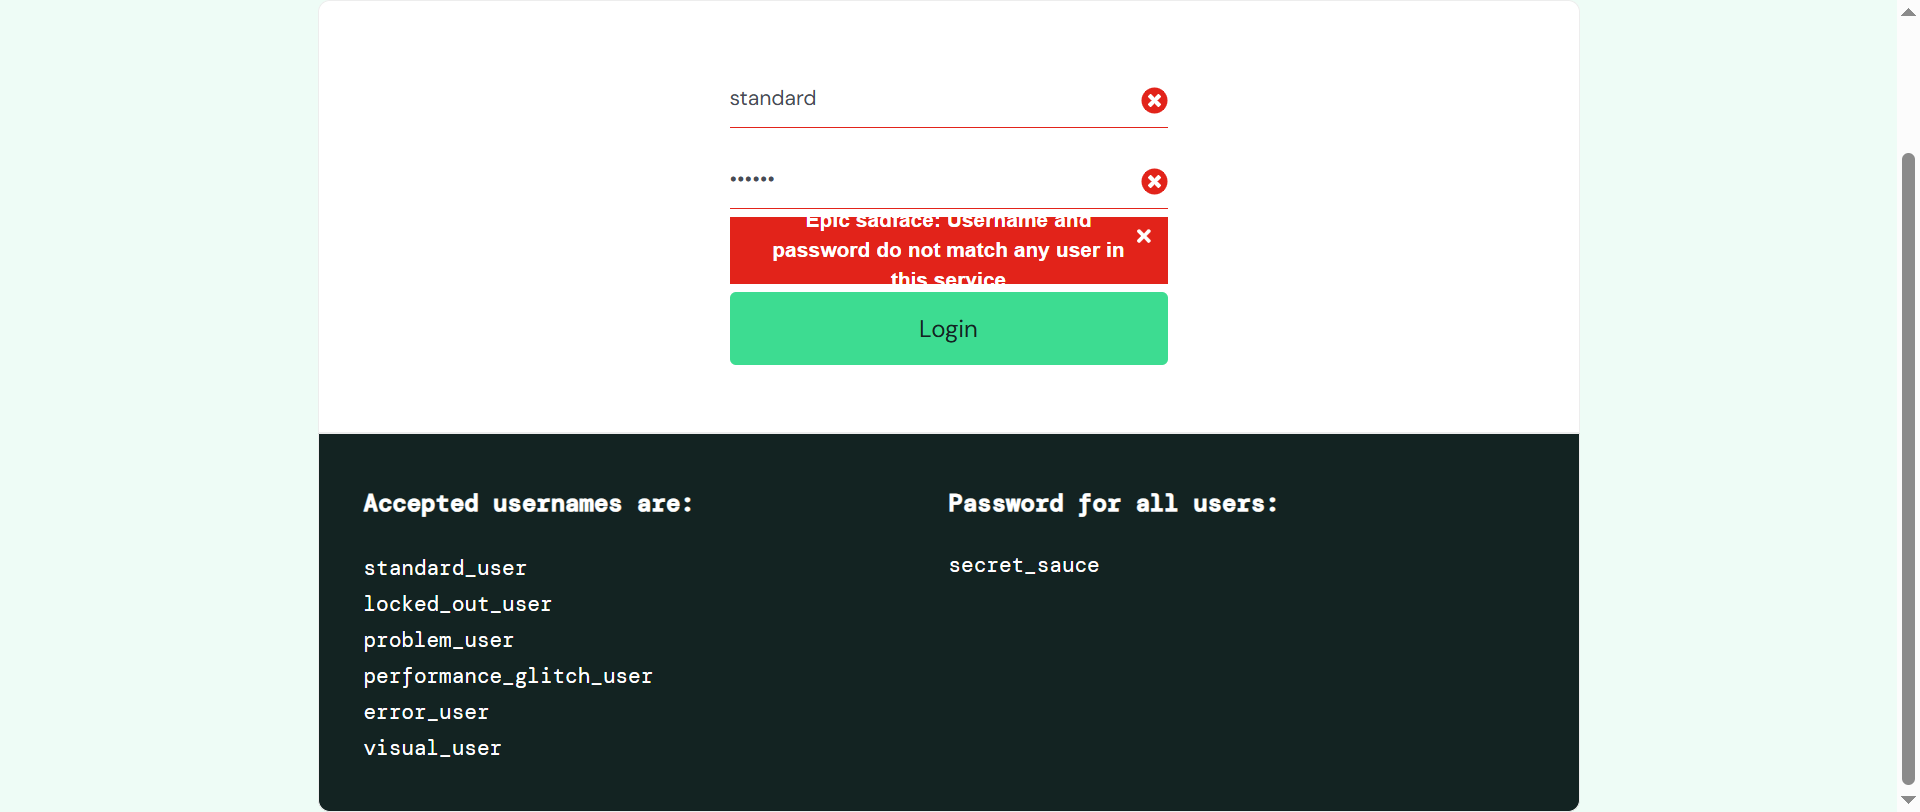 standard
••••••
Epic sadface: Username and
password do not match any user in
this service
Login
Accepted usernames are:
standard_user
locked_out_user
problem_user
performance_glitch_user
error_user
visual_user
Password for all users:
secret_sauce